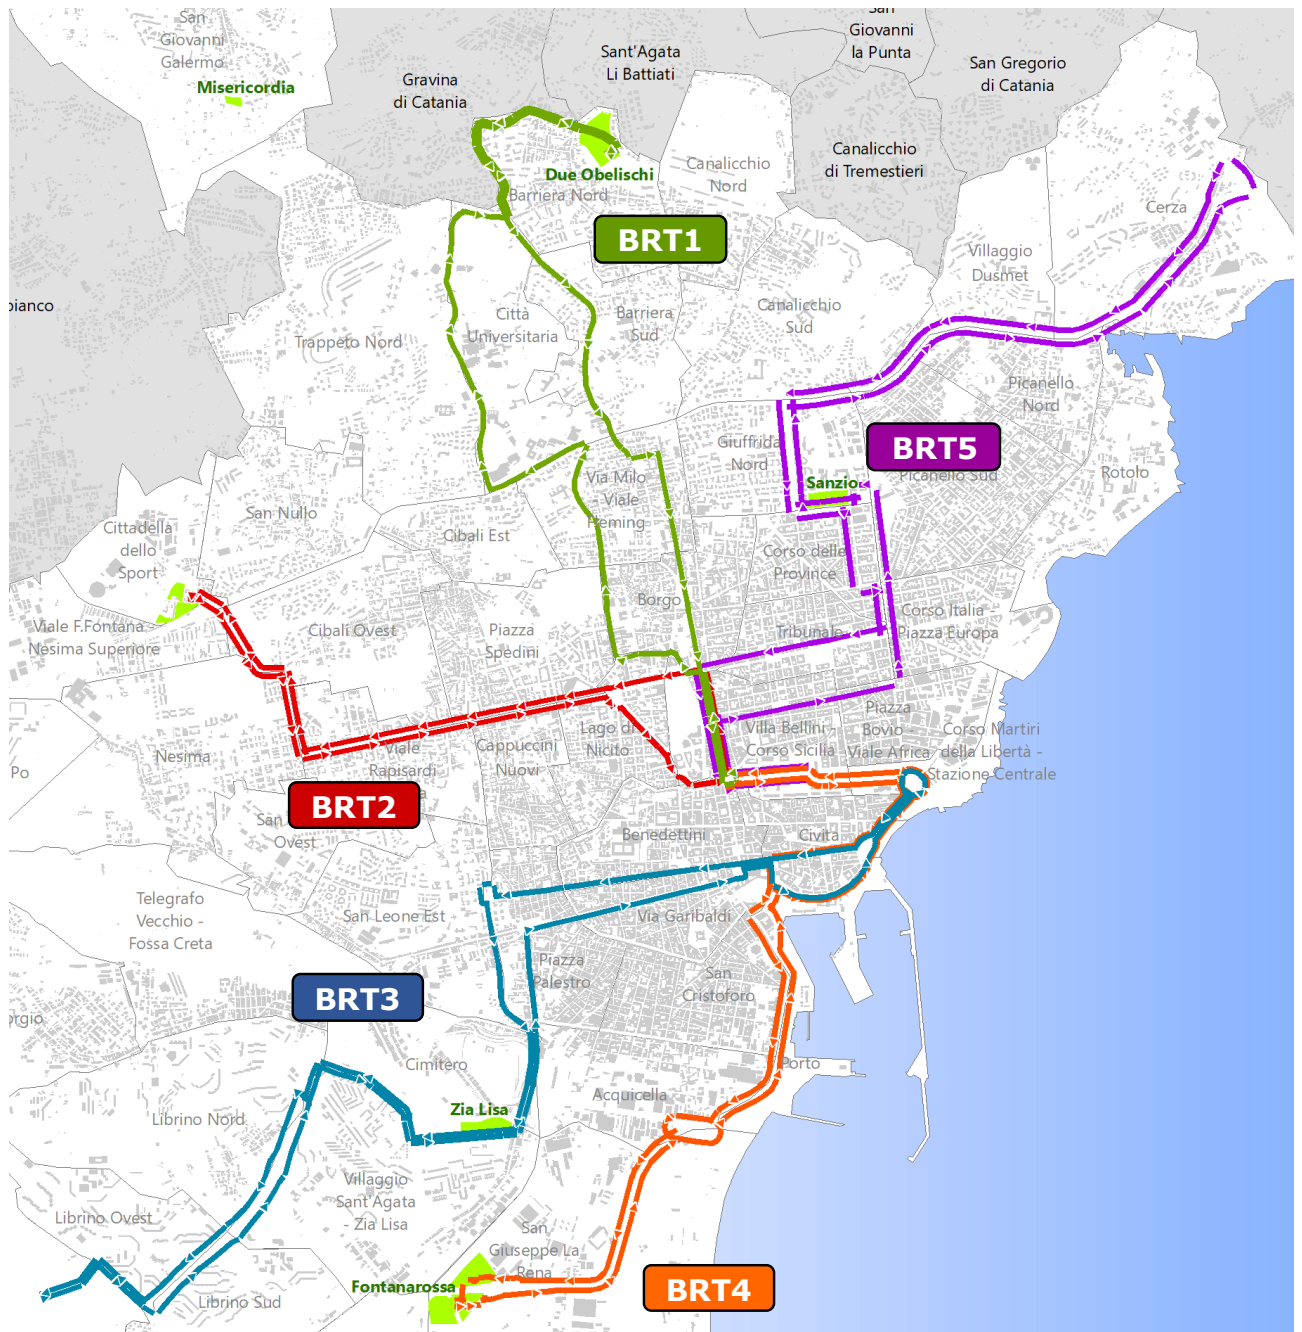 San
Giovanni
Galermo
Misericordia
Gravina
di Catania
Sant'Agata
Li Battiati
San
Giovanni
la Punta
San Gregorio
di Catania
Canalicchio
di Tremestieri
Due Obelischi
Barriera Nord
Canalicchio
Nord
Cerza
BRT1
Villaggio
Dusmet
pianco
Trappeto Nord
Città
Universitaria
Barriera
Sud
Canalicchio
Sud
Picanello
Nord
Giuffrida
Nord
BRT5
Picanello Sud
Rotolo
Sanzio
Via Milo
- Viale
Fleming
San Nullo
Cittadella
dello
Sport
Cibali Est
Corso delle
Province
Borgo
Viale F.Fontana -
Nesima Superiore
Cibali Ovest
Piazza
Spedini
Tribunale
Corso Italia -
Piazza Europa
Nesima
Viale
Rapisardi
Cappuccini
Nuovi
Lago di
Nicito
Villa Bellini -
Corso Sicilia
Piazza
Bovio -
Viale Africa
Corso Martiri
della Libertà -
Stazione Centrale
Po
BRT2
San
Ovest
Benedettini
Civita
Telegrafo
Vecchio -
Fossa Creta
San Leone Est
Via Garibaldi
Piazza
Palestro
San
Cristoforo
BRT3
orgio
Cimitero
Porto
Acquicella
Zia Lisa
Librino Nord
Villaggio
Sant'Agata
- Zia Lisa
Librino Ovest
San
Giuseppe La
Rena
Fontanarossa
Librino Sud
BRT4